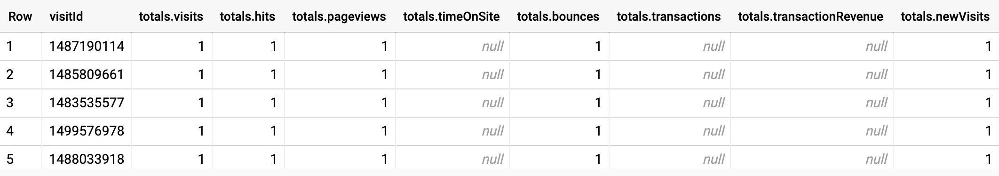 Row visitId totals.visits totals.hits totals.pageviews totals.timeOnSite totals.bounces totals.transactions totals.transactionRevenue totals.newVisits
1 1487190114 1 1 1 null 1 null null 1
2 1485809661 1 1 1 null 1 null null 1
3 1483535577 1 1 1 null 1 null null 1
4 1499576978 1 1 1 null 1 null null 1
5 1488033918 1 1 1 null 1 null null 1